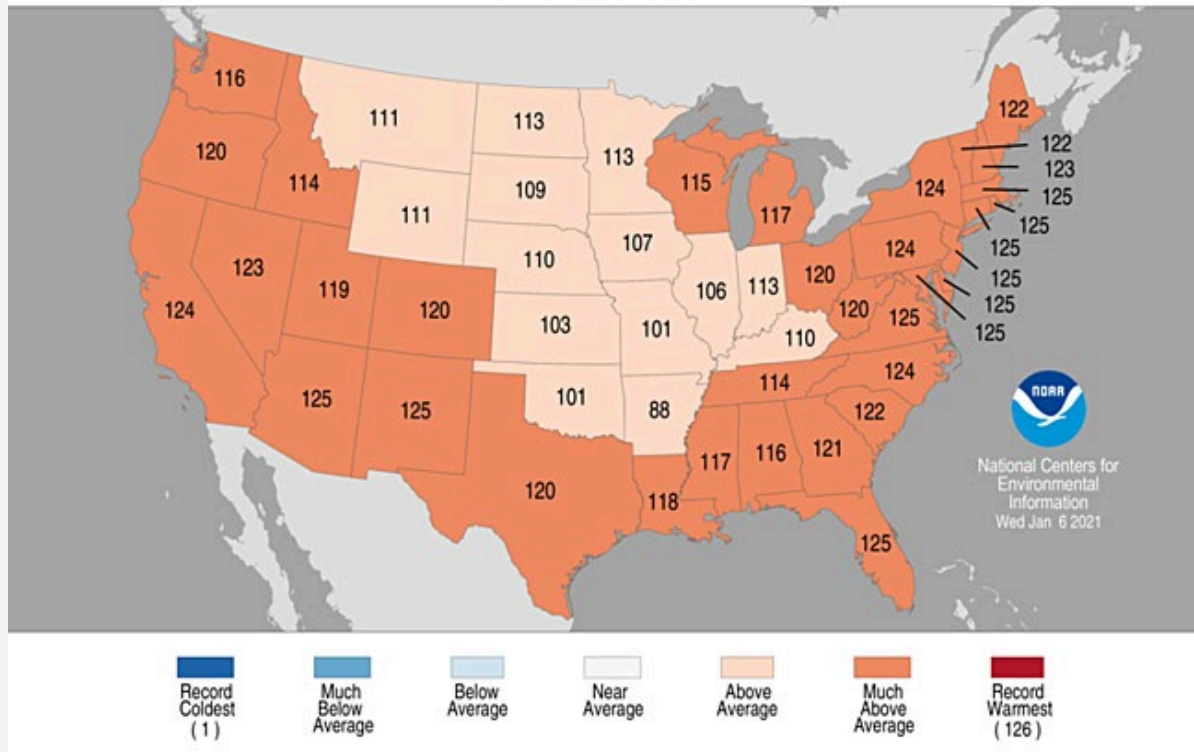 116
111
113
113
122
120
114
109
115
124
122
123
125
125
125
125
125
125
111
117
107
124
110
123
119
120
106
113
120
120
125
124
103
101
110
125
125
101
88
114
124
122
120
118
117
116
121
125
NOAA
National Centers for
Environmental
Information
Wed Jan 6 2021
Record
Coldest
( 1 )
Much
Below
Average
Below
Average
Near
Average
Above
Average
Much
Above
Average
Record
Warmest
( 126 )